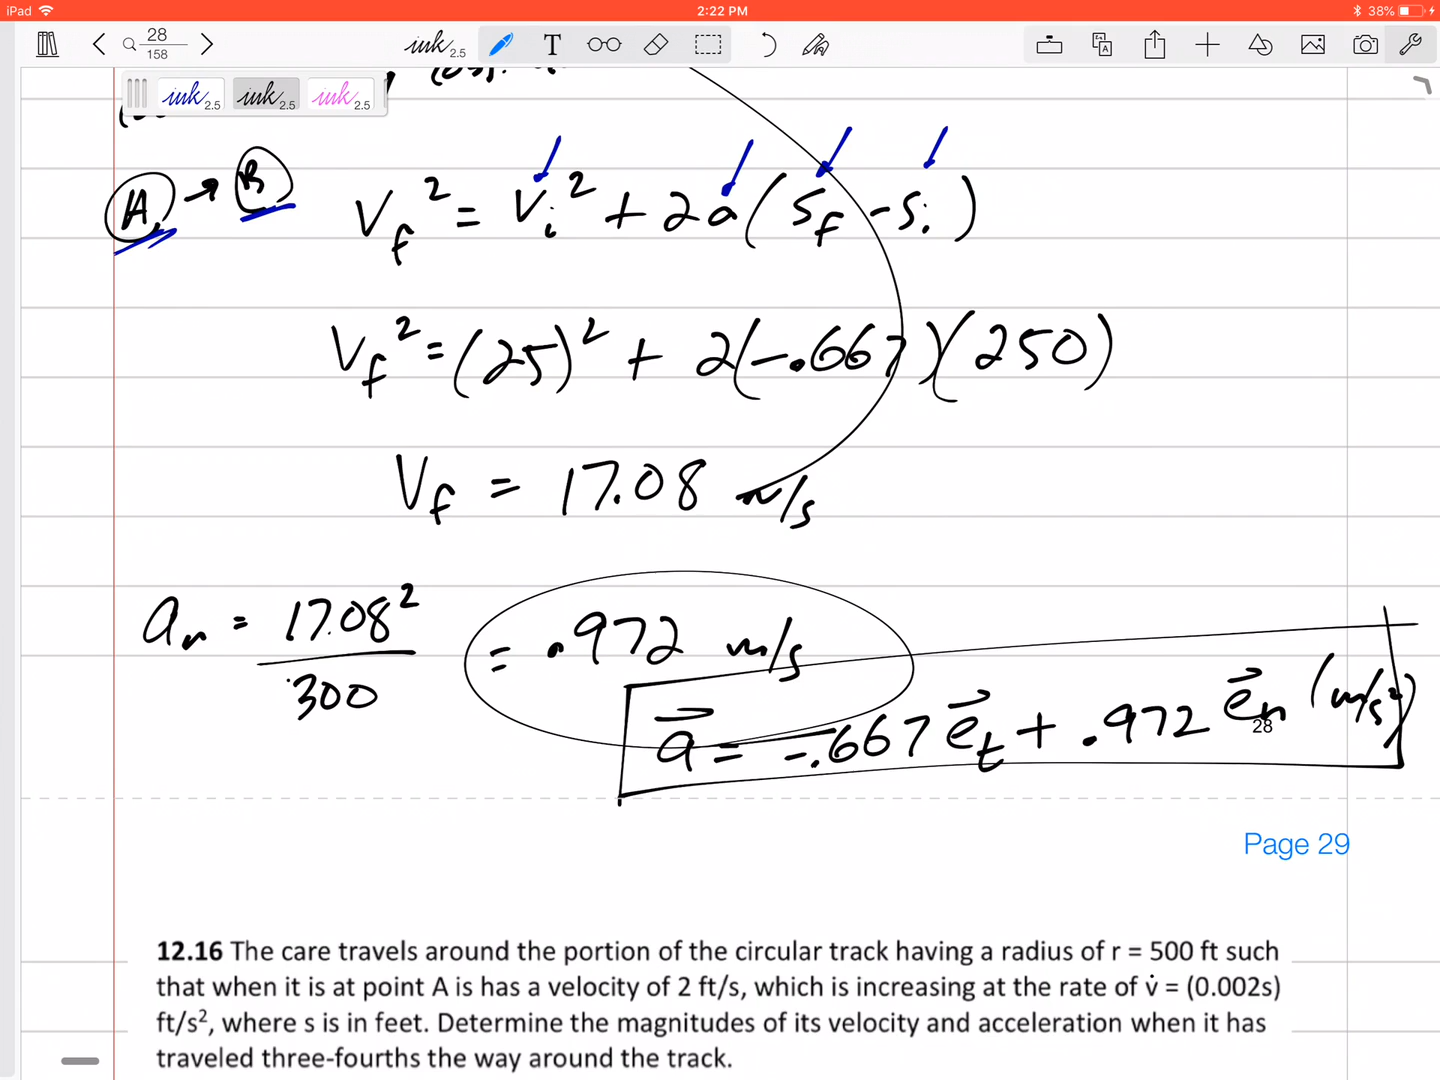 iPad 2:22 PM 38%
28
158
ink 2.5 T
ink 2.5 ink 2.5 ink 2.5
A → B Vf² = Vi² + 2a(Sf - Si)
Vf² = (25)² + 2(-.667)(250)
Vf = 17.08 m/s
an = 17.08² / 300 = .972 m/s
a⃗ = -.667 e⃗t + .972 e⃗n (m/s²)
28
Page 29
12.16 The care travels around the portion of the circular track having a radius of r = 500 ft such
that when it is at point A is has a velocity of 2 ft/s, which is increasing at the rate of v̇ = (0.002s)
ft/s², where s is in feet. Determine the magnitudes of its velocity and acceleration when it has
traveled three-fourths the way around the track.